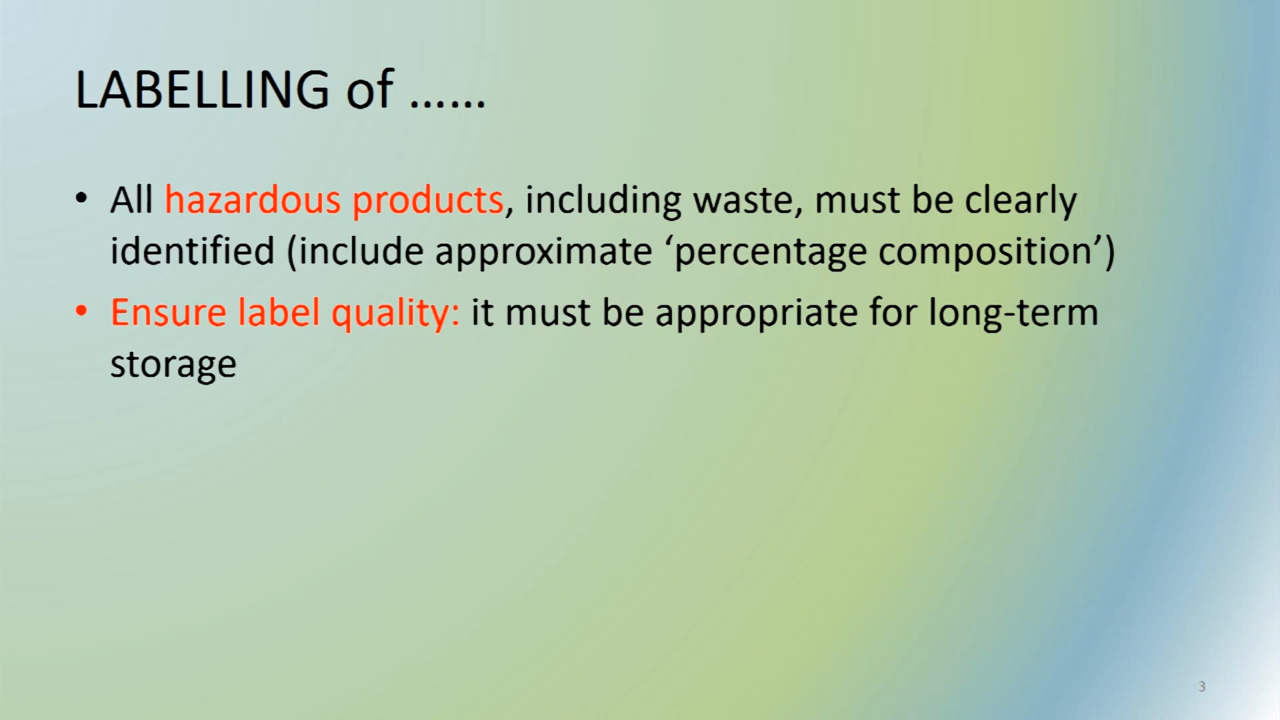 LABELLING of ......
• All hazardous products, including waste, must be clearly
identified (include approximate ‘percentage composition’)
• Ensure label quality: it must be appropriate for long-term
storage
3